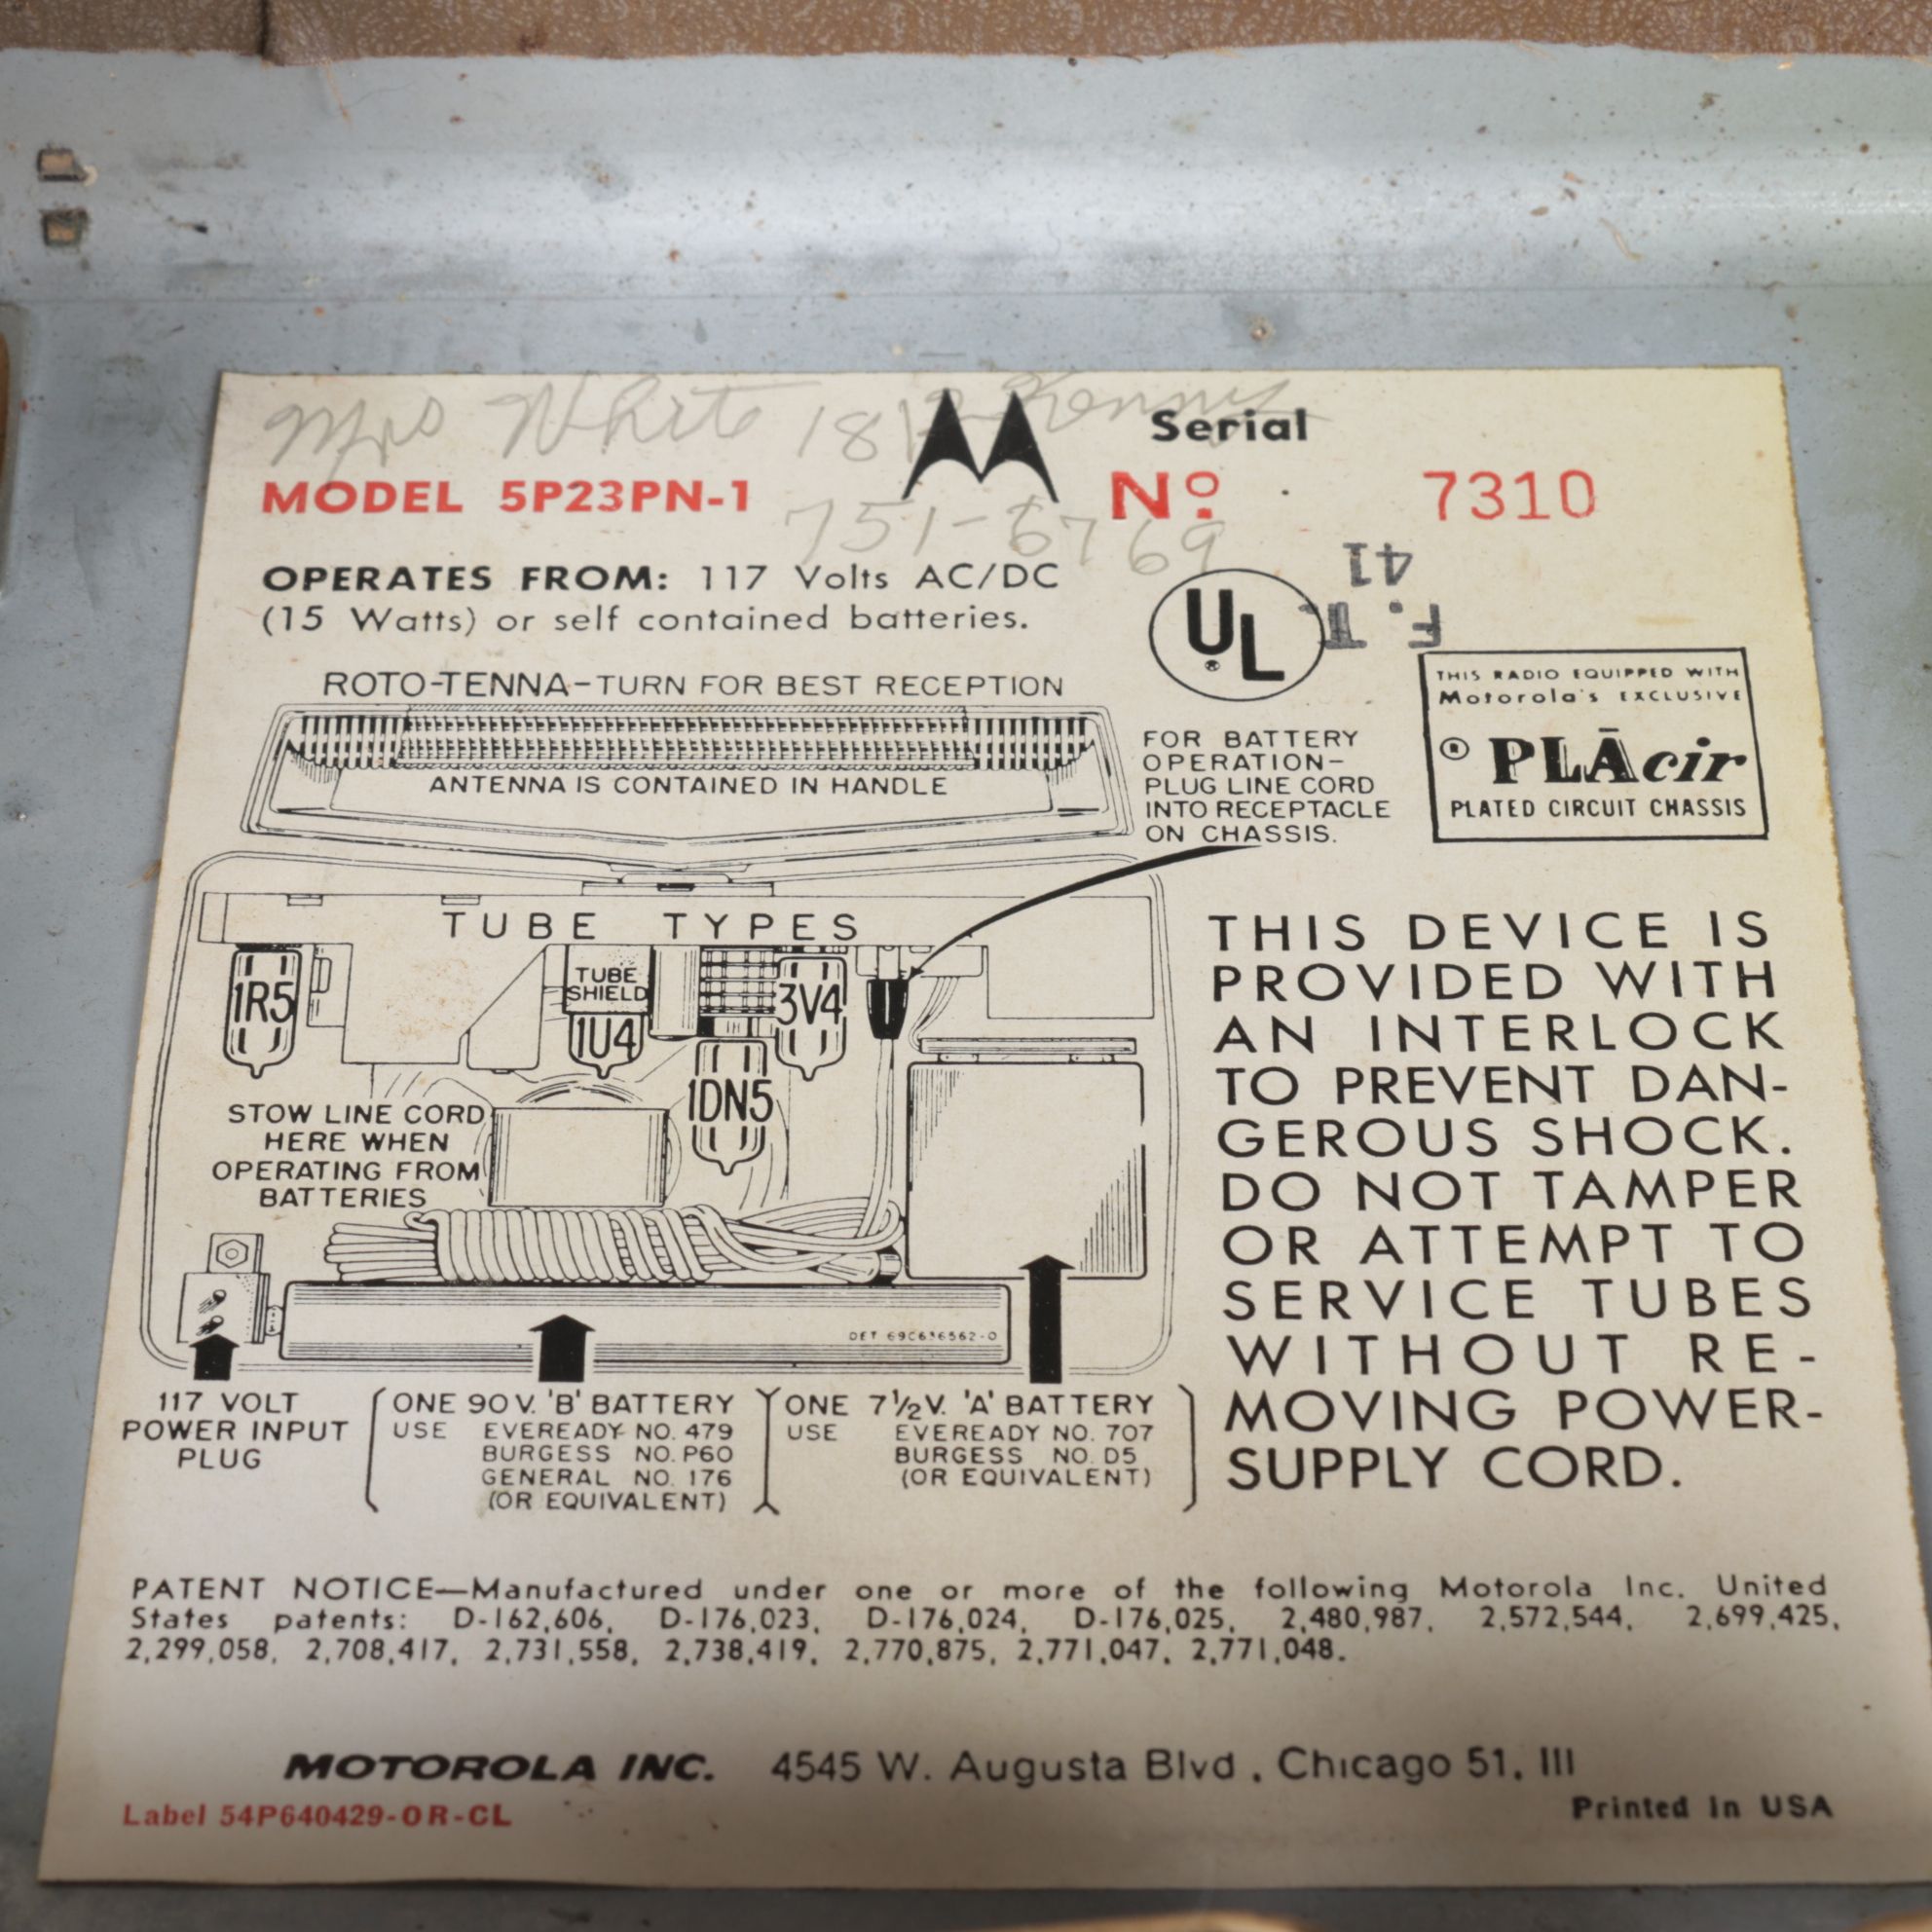 Mrs White 18
Serial
MODEL 5P23PN-1
Nº. 7310
751-6769
OPERATES FROM: 117 Volts AC/DC
(15 Watts) or self contained batteries.
UL ®
41
F.T.
ROTO-TENNA-TURN FOR BEST RECEPTION
ANTENNA IS CONTAINED IN HANDLE
FOR BATTERY
OPERATION-
PLUG LINE CORD
INTO RECEPTACLE
ON CHASSIS.
THIS RADIO EQUIPPED WITH
Motorola's EXCLUSIVE
® PLĀcir
PLATED CIRCUIT CHASSIS
TUBE TYPES
1R5
TUBE
SHIELD
1U4
3V4
1DN5
STOW LINE CORD
HERE WHEN
OPERATING FROM
BATTERIES
DET 69C636562-0
117 VOLT
POWER INPUT
PLUG
ONE 90V. 'B' BATTERY
USE EVEREADY NO. 479
BURGESS NO. P60
GENERAL NO. 176
(OR EQUIVALENT)
ONE 7½V. 'A' BATTERY
USE EVEREADY NO. 707
BURGESS NO. D5
(OR EQUIVALENT)
THIS DEVICE IS
PROVIDED WITH
AN INTERLOCK
TO PREVENT DAN-
GEROUS SHOCK.
DO NOT TAMPER
OR ATTEMPT TO
SERVICE TUBES
WITHOUT RE-
MOVING POWER-
SUPPLY CORD.
PATENT NOTICE—Manufactured under one or more of the following Motorola Inc. United
States patents: D-162,606, D-176,023, D-176,024, D-176,025, 2,480,987, 2,572,544, 2,699,425,
2,299,058, 2,708,417, 2,731,558, 2,738,419, 2,770,875, 2,771,047, 2,771,048.
MOTOROLA INC. 4545 W. Augusta Blvd., Chicago 51, Ill
Label 54P640429-OR-CL
Printed in USA